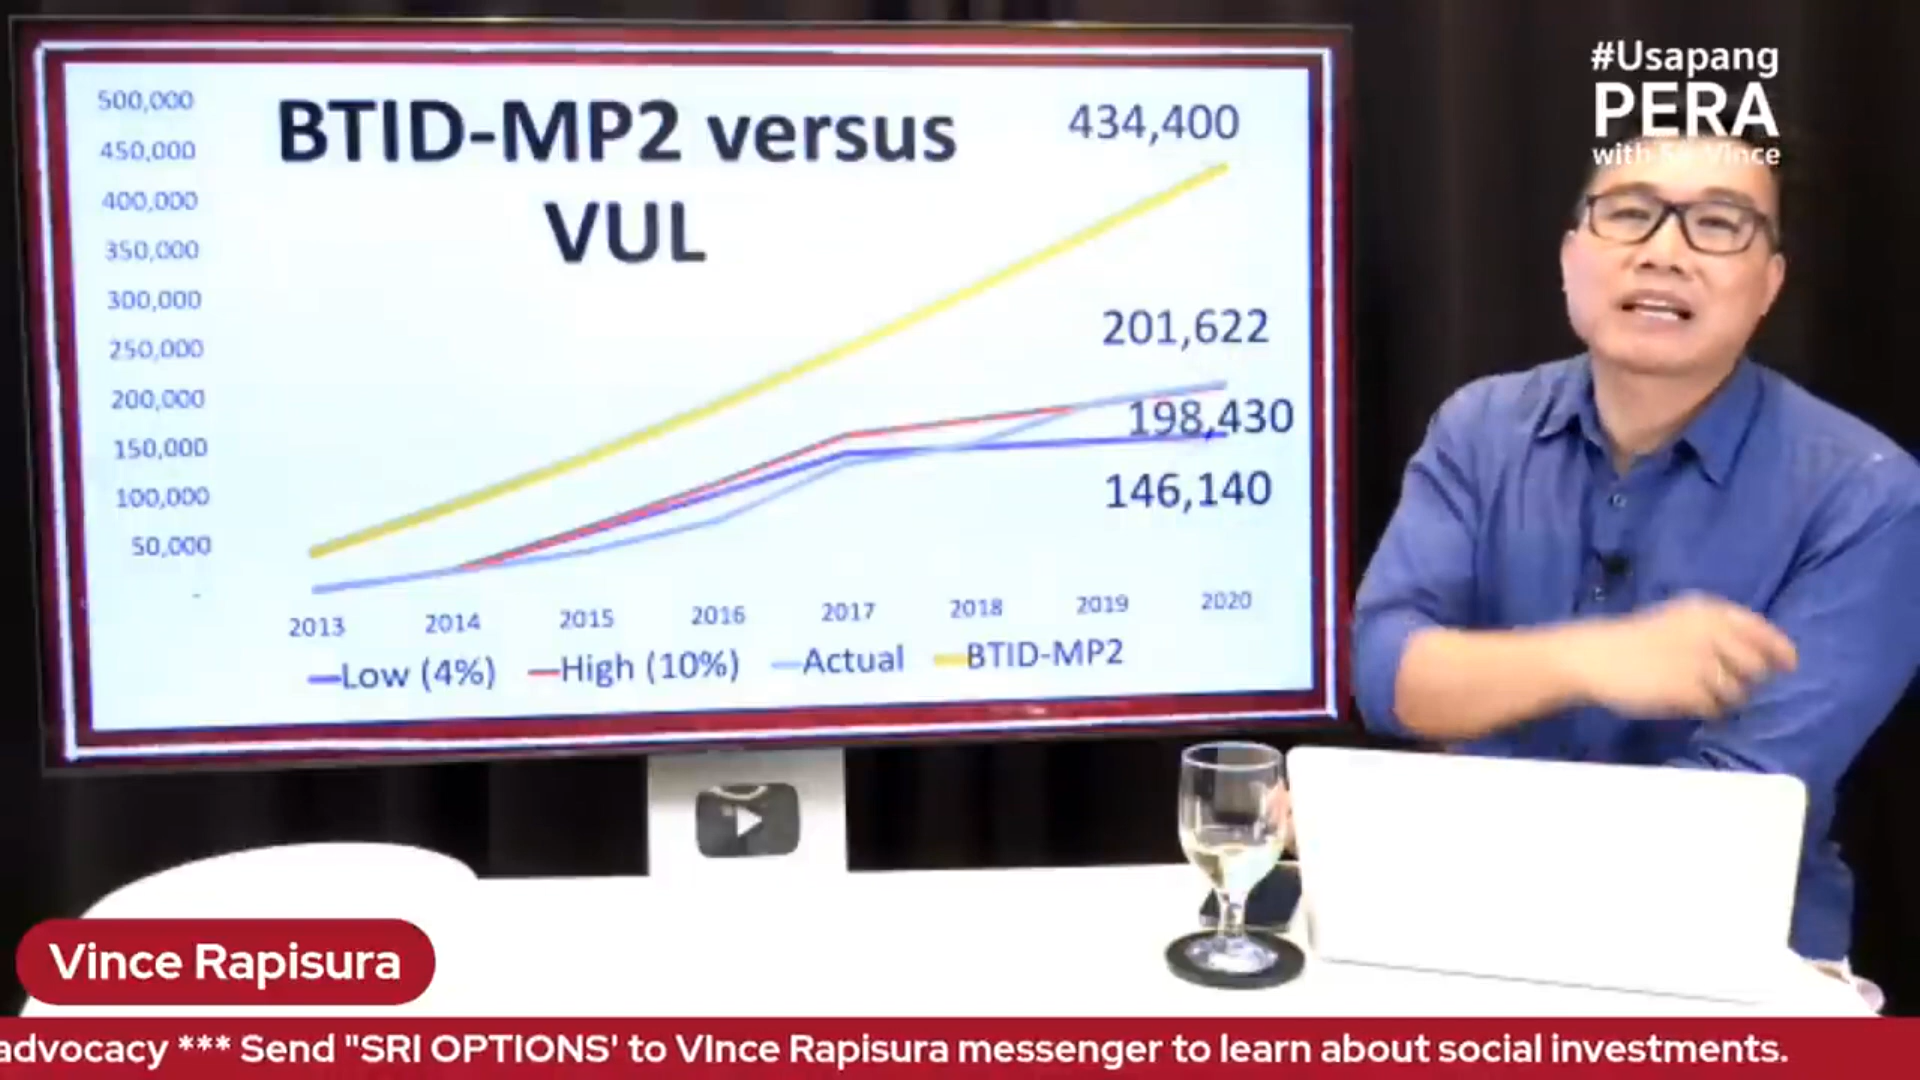 #Usapang
PERA
with Sir Vince
BTID-MP2 versus
VUL
500,000
450,000
400,000
350,000
300,000
250,000
200,000
150,000
100,000
50,000
-
434,400
201,622
198,430
146,140
2013 2014 2015 2016 2017 2018 2019 2020
Low (4%) High (10%) Actual BTID-MP2
Vince Rapisura
advocacy *** Send "SRI OPTIONS' to VInce Rapisura messenger to learn about social investments.